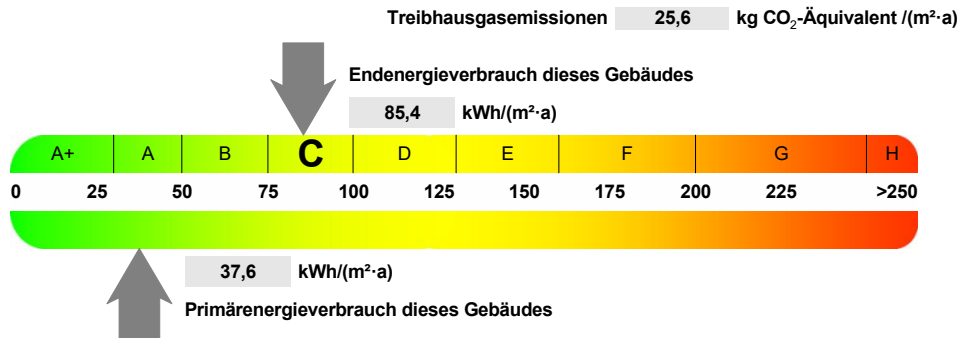 Treibhausgasemissionen 25,6 kg CO₂-Äquivalent /(m²·a)
Endenergieverbrauch dieses Gebäudes
85,4 kWh/(m²·a)
A+ A B C D E F G H
0 25 50 75 100 125 150 175 200 225 >250
37,6 kWh/(m²·a)
Primärenergieverbrauch dieses Gebäudes